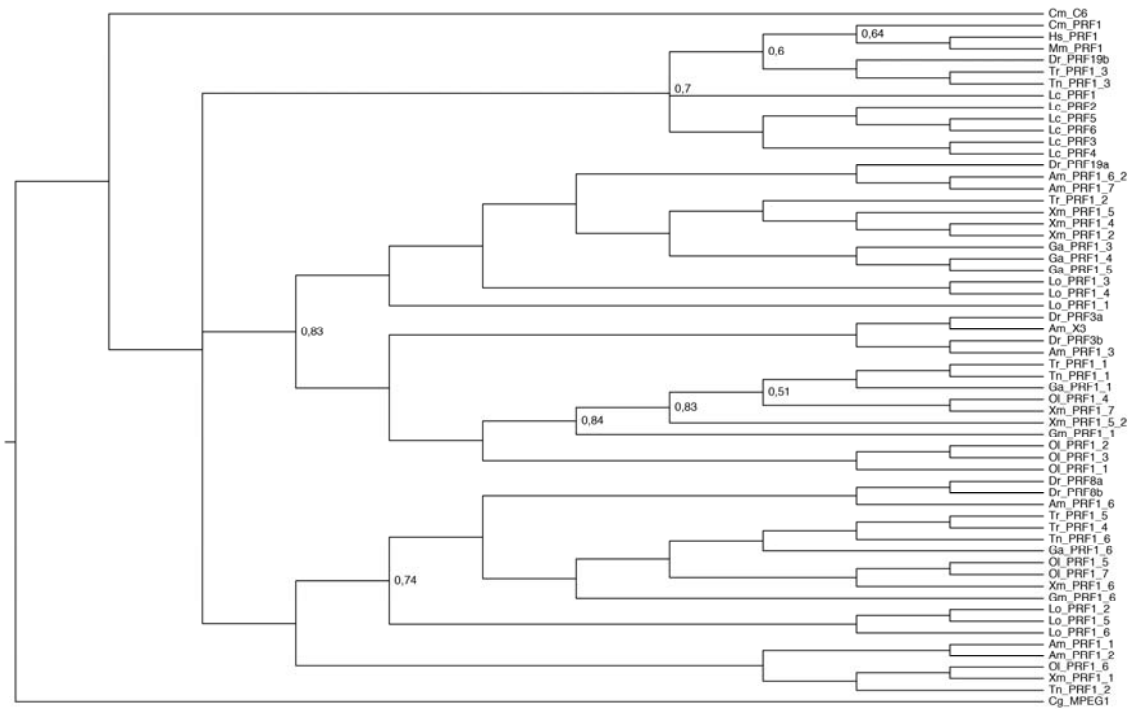 Cm_C6
Cm_PRF1
0,64
Hs_PRF1
Mm_PRF1
0,6
Dr_PRF19b
Tr_PRF1_3
Tn_PRF1_3
0,7
Lc_PRF1
Lc_PRF2
Lc_PRF5
Lc_PRF6
Lc_PRF3
Lc_PRF4
Dr_PRF19a
Am_PRF1_6_2
Am_PRF1_7
Tr_PRF1_2
Xm_PRF1_5
Xm_PRF1_4
Xm_PRF1_2
Ga_PRF1_3
Ga_PRF1_4
Ga_PRF1_5
Lo_PRF1_3
Lo_PRF1_4
Lo_PRF1_1
Dr_PRF3a
Am_X3
0,83
Dr_PRF3b
Am_PRF1_3
Tr_PRF1_1
Tn_PRF1_1
Ga_PRF1_1
0,51
Ol_PRF1_4
0,83
Xm_PRF1_7
0,84
Xm_PRF1_5_2
Gm_PRF1_1
Ol_PRF1_2
Ol_PRF1_3
Ol_PRF1_1
Dr_PRF8a
Dr_PRF8b
Am_PRF1_6
Tr_PRF1_5
Tr_PRF1_4
Tn_PRF1_6
Ga_PRF1_6
Ol_PRF1_5
Ol_PRF1_7
0,74
Xm_PRF1_6
Gm_PRF1_6
Lo_PRF1_2
Lo_PRF1_5
Lo_PRF1_6
Am_PRF1_1
Am_PRF1_2
Ol_PRF1_6
Xm_PRF1_1
Tn_PRF1_2
Cg_MPEG1